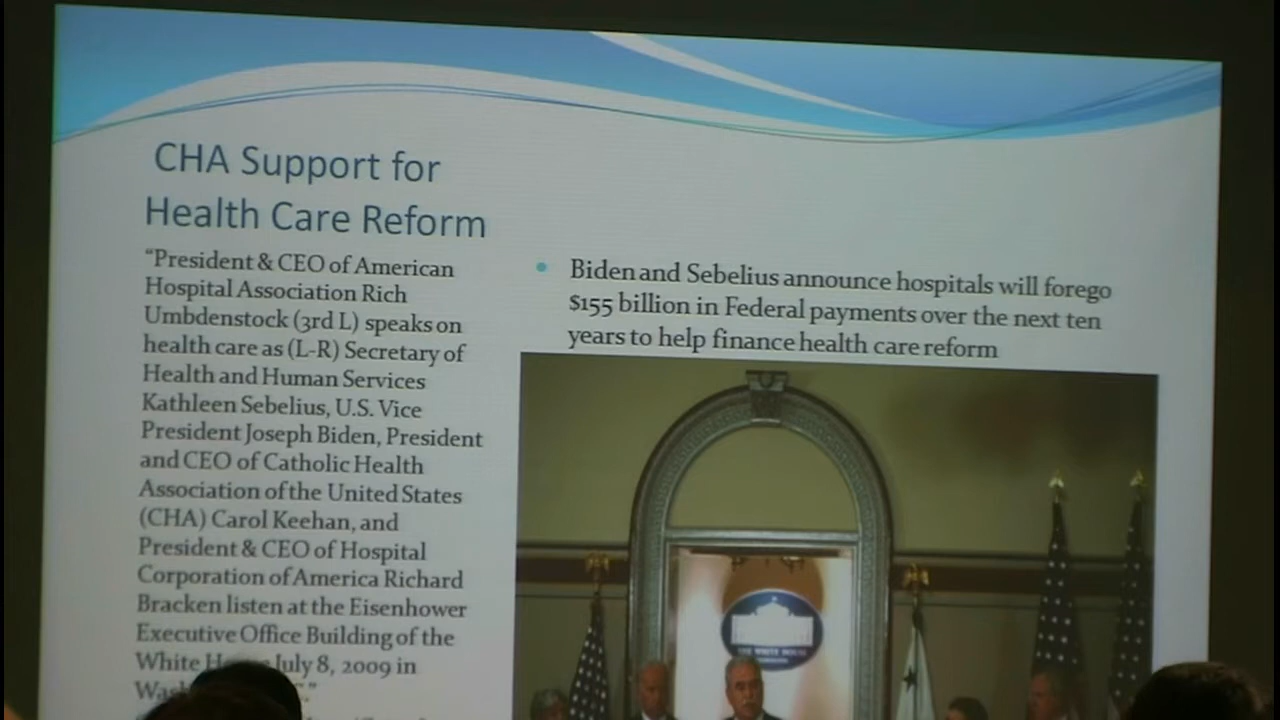 CHA Support for
Health Care Reform
“President & CEO of American
Hospital Association Rich
Umbdenstock (3rd L) speaks on
health care as (L-R) Secretary of
Health and Human Services
Kathleen Sebelius, U.S. Vice
President Joseph Biden, President
and CEO of Catholic Health
Association of the United States
(CHA) Carol Keehan, and
President & CEO of Hospital
Corporation of America Richard
Bracken listen at the Eisenhower
Executive Office Building of the
White July 8, 2009 in
• Biden and Sebelius announce hospitals will forego
$155 billion in Federal payments over the next ten
years to help finance health care reform
THE WHITE HOUSE